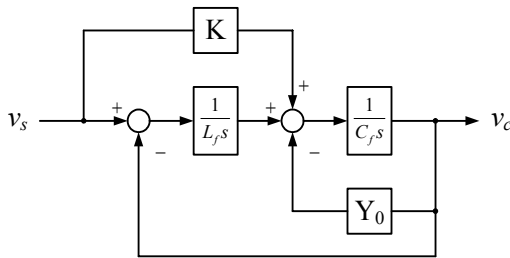 K
+
v_s + 1/(L_f s) + 1/(C_f s) v_c
− −
Y_0